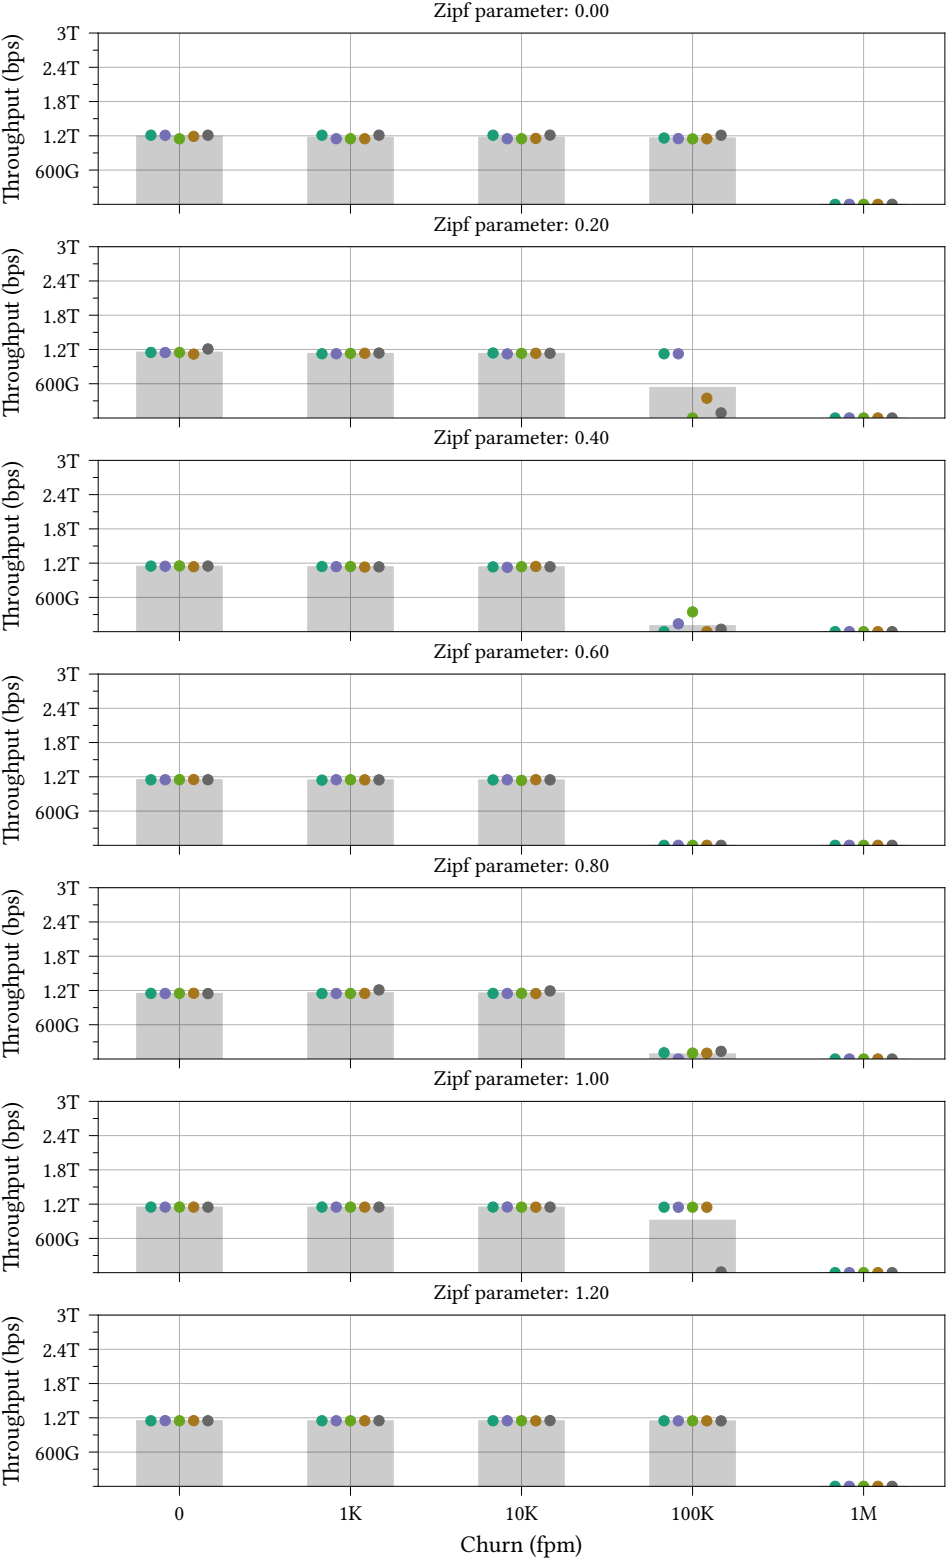 Zipf parameter: 0.00
Throughput (bps)
3T
2.4T
1.8T
1.2T
600G
Zipf parameter: 0.20
Throughput (bps)
3T
2.4T
1.8T
1.2T
600G
Zipf parameter: 0.40
Throughput (bps)
3T
2.4T
1.8T
1.2T
600G
Zipf parameter: 0.60
Throughput (bps)
3T
2.4T
1.8T
1.2T
600G
Zipf parameter: 0.80
Throughput (bps)
3T
2.4T
1.8T
1.2T
600G
Zipf parameter: 1.00
Throughput (bps)
3T
2.4T
1.8T
1.2T
600G
Zipf parameter: 1.20
Throughput (bps)
3T
2.4T
1.8T
1.2T
600G
0 1K 10K 100K 1M
Churn (fpm)